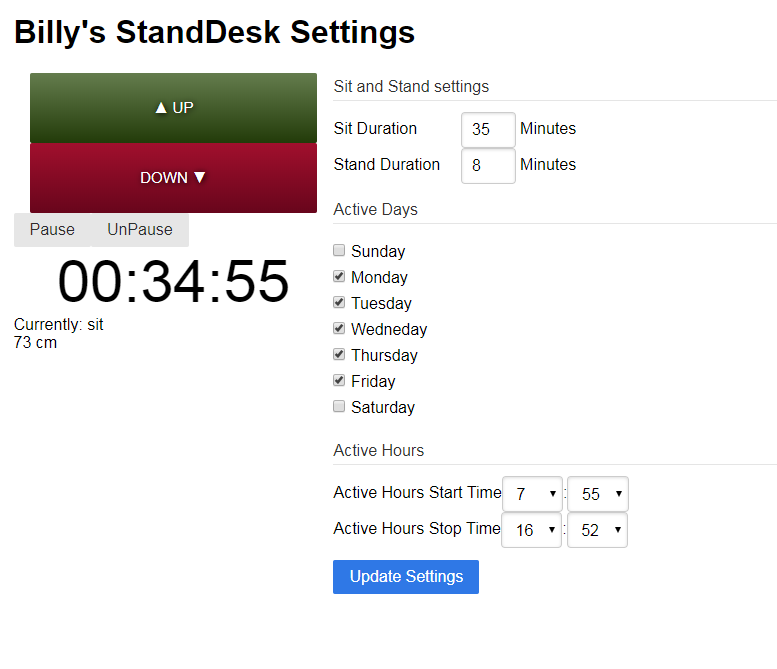 Billy's StandDesk Settings
▲ UP
DOWN ▼
Pause UnPause
00:34:55
Currently: sit
73 cm
Sit and Stand settings
Sit Duration 35 Minutes
Stand Duration 8 Minutes
Active Days
Sunday
Monday
Tuesday
Wedneday
Thursday
Friday
Saturday
Active Hours
Active Hours Start Time 7 : 55
Active Hours Stop Time 16 : 52
Update Settings